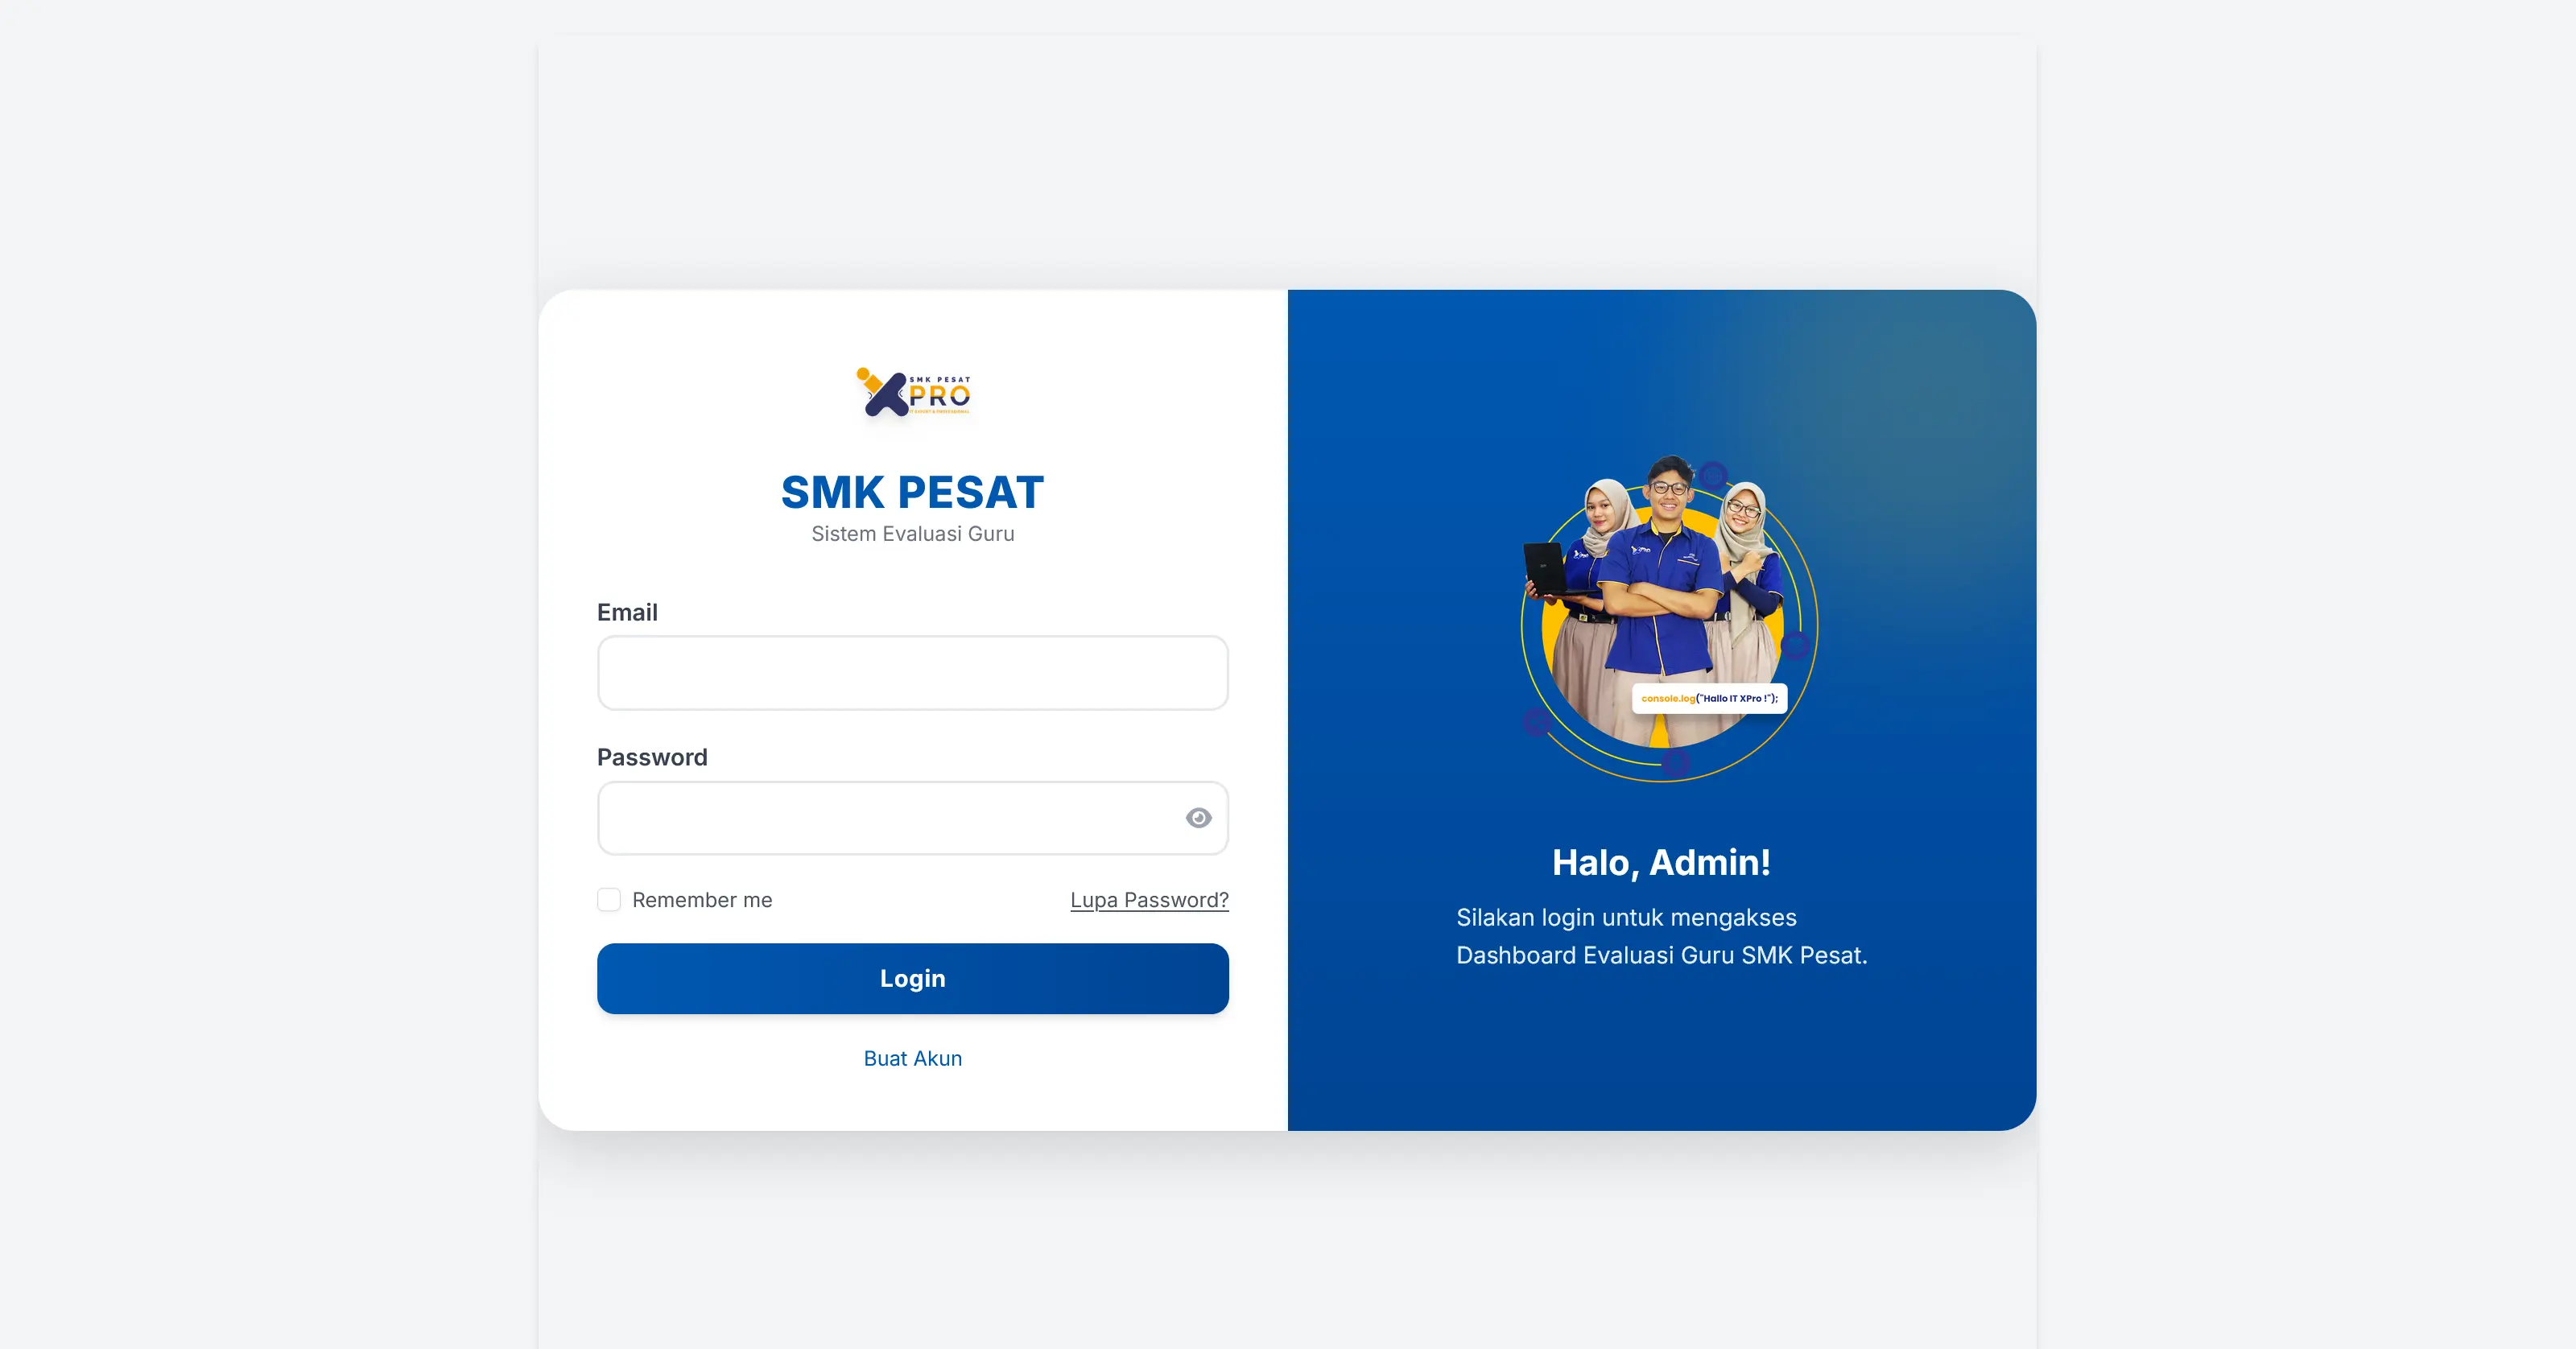 SMK PESAT
PRO
SMK PESAT
Sistem Evaluasi Guru
Email
Password
Remember me
Lupa Password?
Login
Buat Akun
console.log("Hallo IT XPro !");
Halo, Admin!
Silakan login untuk mengakses
Dashboard Evaluasi Guru SMK Pesat.